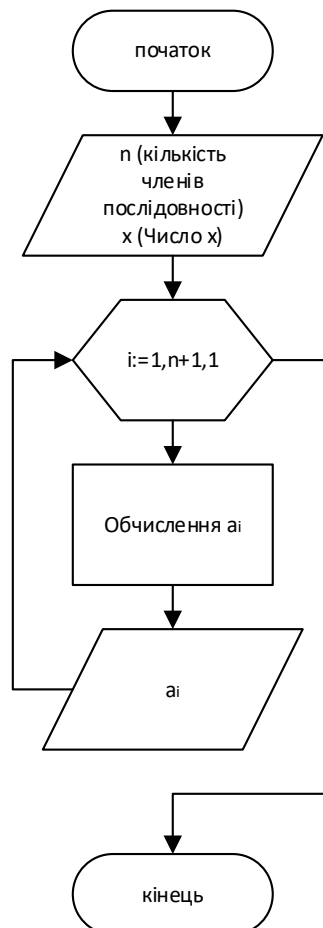 початок
n (кількість
членів
послідовності)
x (Число x)
i:=1,n+1,1
Обчислення ai
ai
кінець